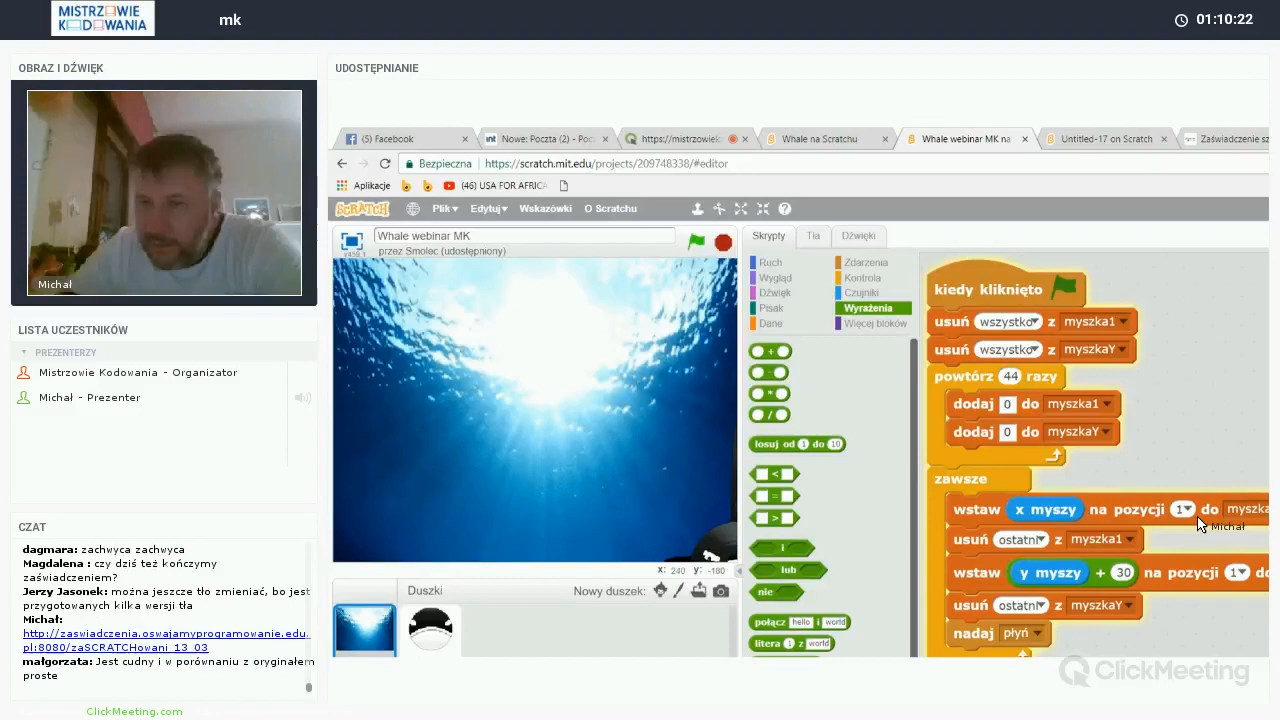 MISTRZOWIE
KODOWANIA
mk
01:10:22
OBRAZ I DŹWIĘK
Michał
LISTA UCZESTNIKÓW
PREZENTERZY
Mistrzowie Kodowania - Organizator
Michał - Prezenter
CZAT
dagmara: zachwyca zachwyca
Magdalena : czy dziś też kończymy
zaświadczeniem?
Jerzy Jasonek: można jeszcze tło zmieniać, bo jest
przygotowanych kilka wersji tła
Michał:
http://zaswiadczenia.oswajamyprogramowanie.edu.
pl:8080/zaSCRATCHowani_13_03
małgorzata: Jest cudny i w porównaniu z oryginałem
proste
ClickMeeting.com
UDOSTĘPNIANIE
(5) Facebook
int Nowe: Poczta (2) - Poc
https://mistrzowiek
Whale na Scratchu
Whale webinar MK na
Untitled-17 on Scratch
Zaświadczenie sz
Bezpieczna https://scratch.mit.edu/projects/209748338/#editor
Aplikacje
(46) USA FOR AFRICA
SCRATCH
Plik
Edytuj
Wskazówki
O Scratchu
Whale webinar MK
przez Smolec (udostępniony)
v459.1
x: 240 y: -180
Duszki
Nowy duszek:
Skrypty
Tla
Dźwięki
Ruch
Zdarzenia
Wygląd
Kontrola
Dźwięk
Czujniki
Pisak
Wyrażenia
Dane
Więcej bloków
+
-
*
/
losuj od 1 do 10
<
=
>
i
lub
nie
połącz hello i world
litera 1 z world
kiedy kliknięto
usuń wszystko z myszka1
usuń wszystko z myszkaY
powtórz 44 razy
dodaj 0 do myszka1
dodaj 0 do myszkaY
zawsze
wstaw x myszy na pozycji 1 do myszka
Michał
usuń ostatni z myszka1
wstaw y myszy + 30 na pozycji 1 do
usuń ostatni z myszkaY
nadaj płyń
ClickMeeting